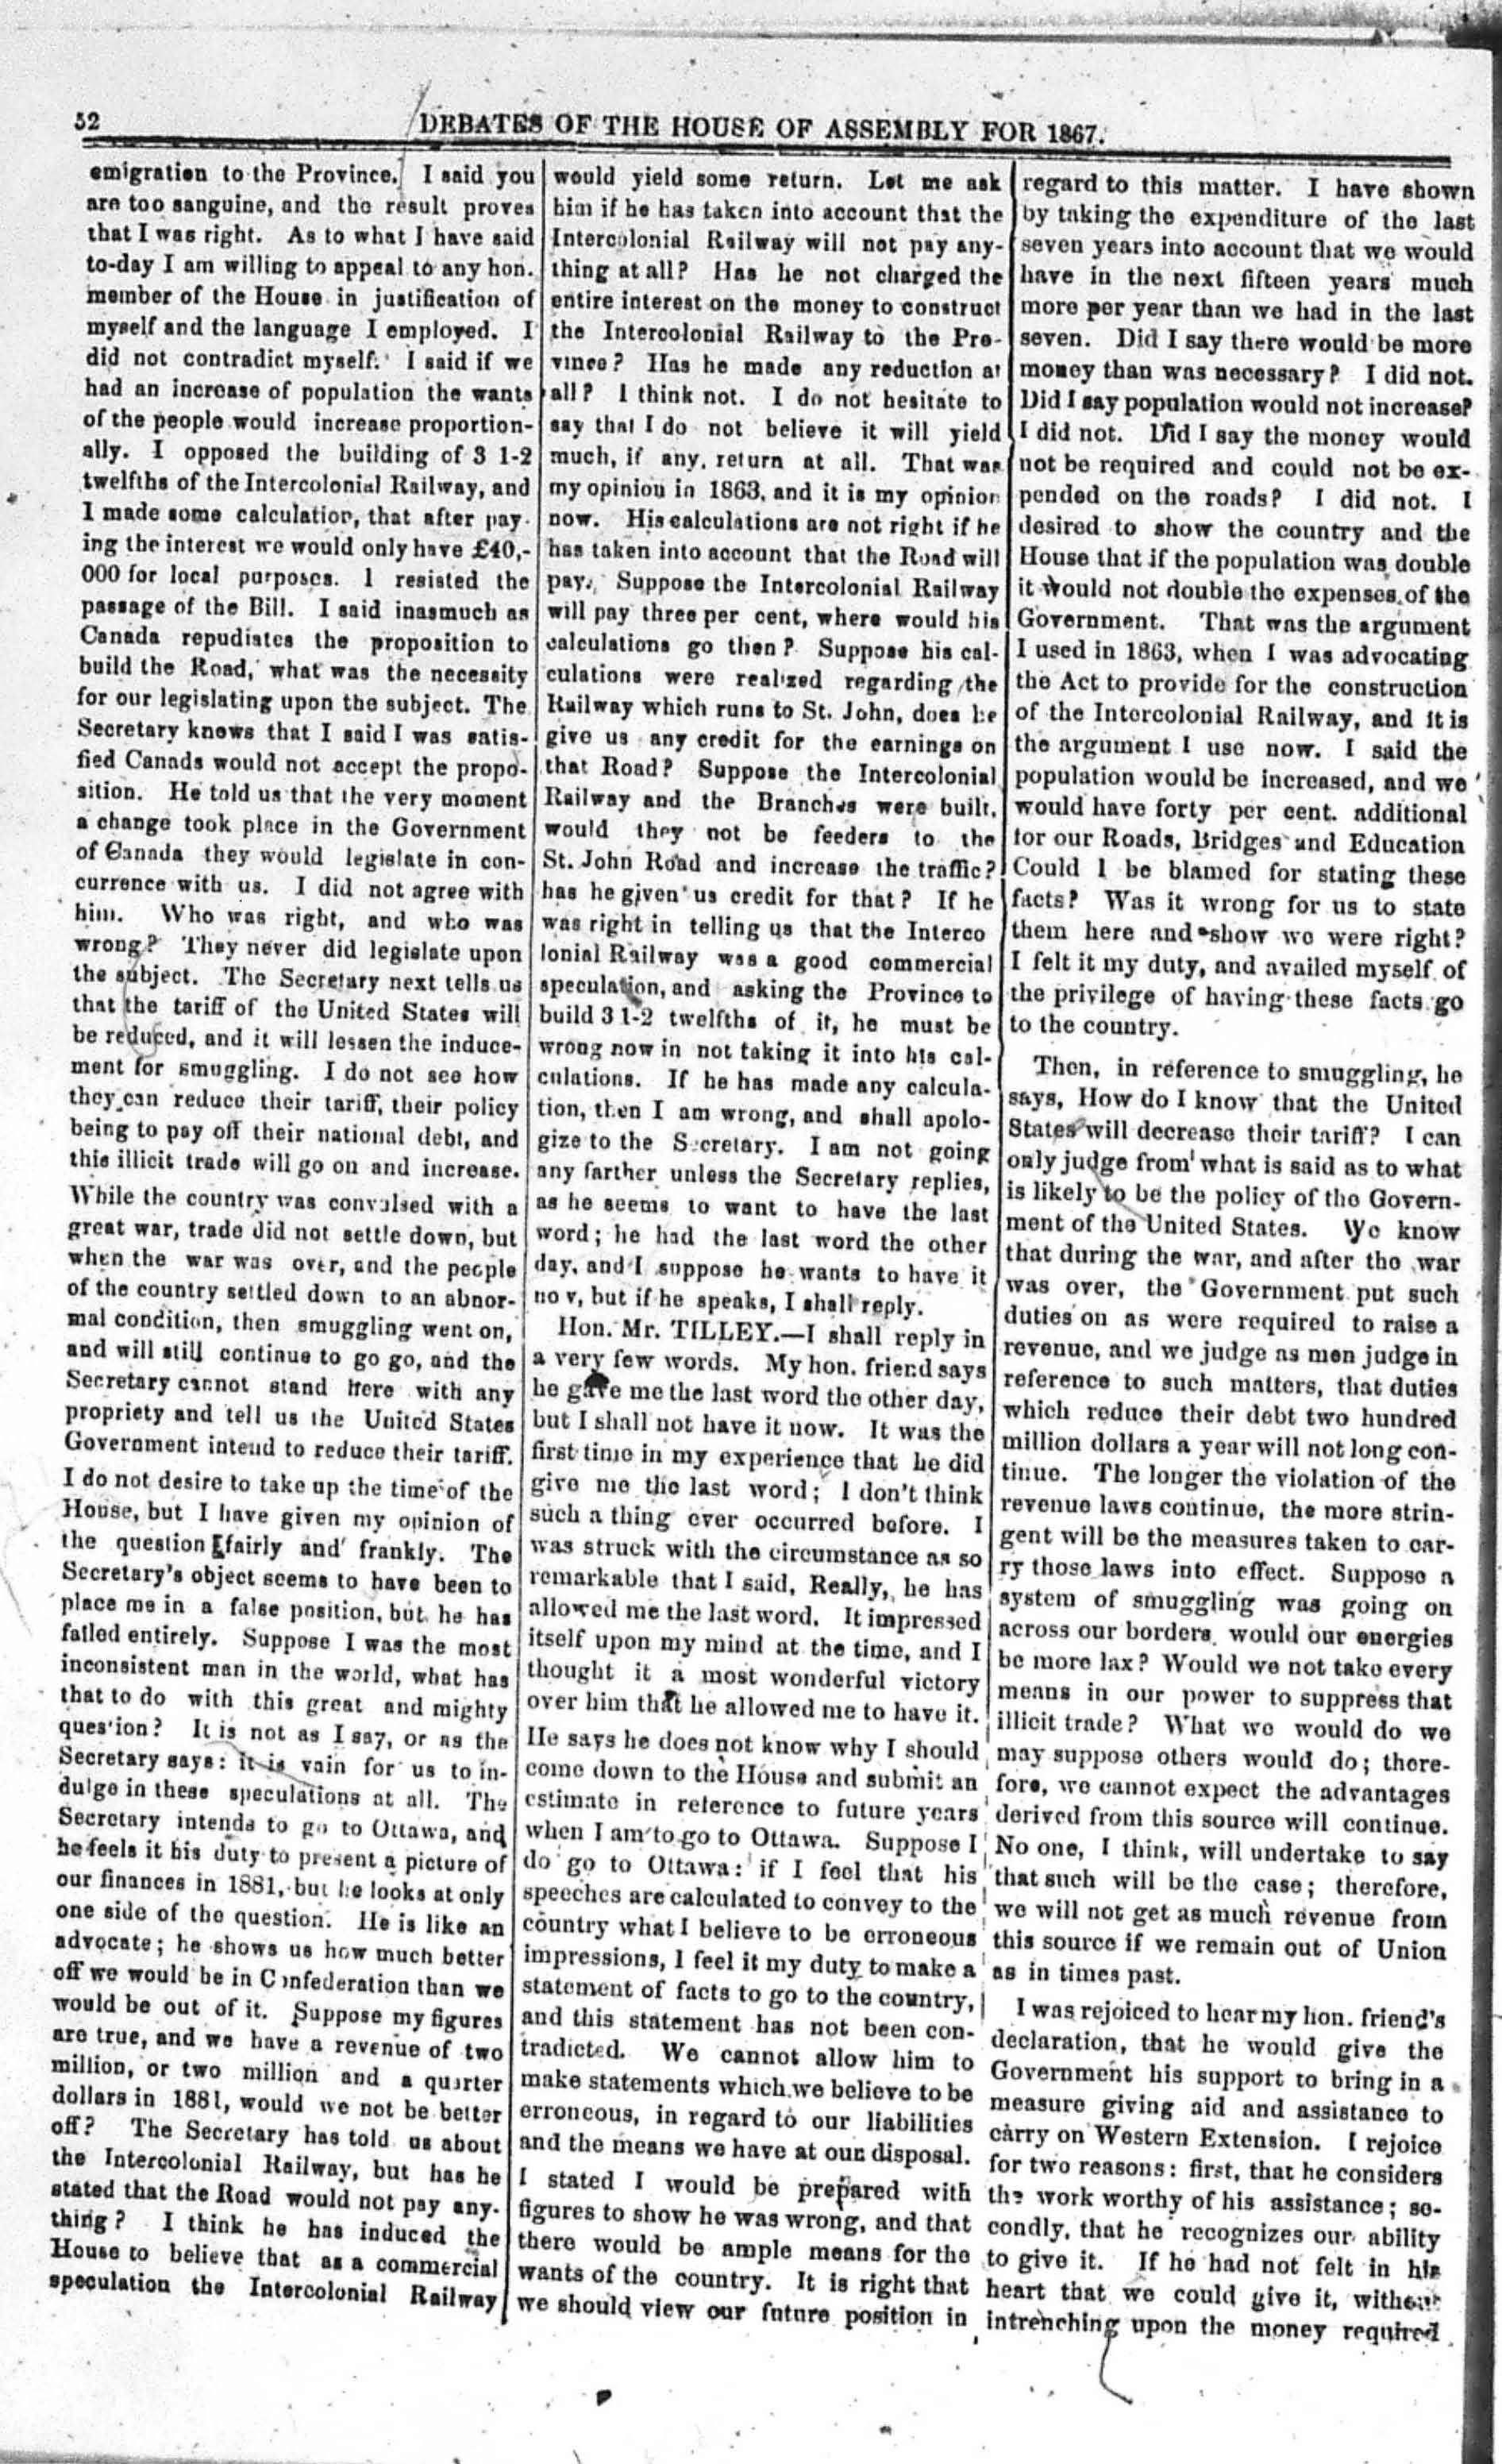 52
DEBATES OF THE HOUSE OF ASSEMBLY FOR 1867.
emigration to the Province. I said you
are too sanguine, and the result proves
that I was right. As to what I have said
to-day I am willing to appeal to any hon.
member of the House in justification of
myself and the language I employed. I
did not contradict myself. I said if we
had an increase of population the wants
of the people would increase proportion-
ally. I opposed the building of 3 1-2
twelfths of the Intercolonial Railway, and
I made some calculation, that after pay-
ing the interest we would only have £40,-
000 for local purposes. I resisted the
passage of the Bill. I said inasmuch as
Canada repudiates the proposition to
build the Road, what was the necessity
for our legislating upon the subject. The
Secretary knows that I said I was satis-
fied Canada would not accept the propo-
sition. He told us that the very moment
a change took place in the Government
of Canada they would legislate in con-
currence with us. I did not agree with
him. Who was right, and who was
wrong? They never did legislate upon
the subject. The Secretary next tells us
that the tariff of the United States will
be reduced, and it will lessen the induce-
ment for smuggling. I do not see how
they can reduce their tariff, their policy
being to pay off their national debt, and
this illicit trade will go on and increase.
While the country was convulsed with a
great war, trade did not settle down, but
when the war was over, and the people
of the country settled down to an abnor-
mal condition, then smuggling went on,
and will still continue to go go, and the
Secretary cannot stand here with any
propriety and tell us the United States
Government intend to reduce their tariff.
I do not desire to take up the time of the
House, but I have given my opinion of
the question fairly and frankly. The
Secretary's object seems to have been to
place me in a false position, but he has
failed entirely. Suppose I was the most
inconsistent man in the world, what has
that to do with this great and mighty
question? It is not as I say, or as the
Secretary says: it is vain for us to in-
dulge in these speculations at all. The
Secretary intends to go to Ottawa, and
he feels it his duty to present a picture of
our finances in 1881, but he looks at only
one side of the question. He is like an
advocate; he shows us how much better
off we would be in Confederation than we
would be out of it. Suppose my figures
are true, and we have a revenue of two
million, or two million and a quarter
dollars in 1881, would we not be better
off? The Secretary has told us about
the Intercolonial Railway, but has he
stated that the Road would not pay any-
thing? I think he has induced the
House to believe that as a commercial
speculation the Intercolonial Railway
would yield some return. Let me ask
him if he has taken into account that the
Intercolonial Railway will not pay any-
thing at all? Has he not charged the
entire interest on the money to construct
the Intercolonial Railway to the Pro-
vince? Has he made any reduction at
all? I think not. I do not hesitate to
say that I do not believe it will yield
much, if any, return at all. That was
my opinion in 1863, and it is my opinion
now. His calculations are not right if he
has taken into account that the Road will
pay. Suppose the Intercolonial Railway
will pay three per cent, where would his
calculations go then? Suppose his cal-
culations were realized regarding the
Railway which runs to St. John, does he
give us any credit for the earnings on
that Road? Suppose the Intercolonial
Railway and the Branches were built,
would they not be feeders to the
St. John Road and increase the traffic?
has he given us credit for that? If he
was right in telling us that the Interco
lonial Railway was a good commercial
speculation, and asking the Province to
build 3 1-2 twelfths of it, he must be
wrong now in not taking it into his cal-
culations. If he has made any calcula-
tion, then I am wrong, and shall apolo-
gize to the Secretary. I am not going
any farther unless the Secretary replies,
as he seems to want to have the last
word; he had the last word the other
day, and I suppose he wants to have it
now, but if he speaks, I shall reply.
Hon. Mr. TILLEY.—I shall reply in
a very few words. My hon. friend says
he gave me the last word the other day,
but I shall not have it now. It was the
first time in my experience that he did
give me the last word; I don't think
such a thing ever occurred before. I
was struck with the circumstance as so
remarkable that I said, Really, he has
allowed me the last word. It impressed
itself upon my mind at the time, and I
thought it a most wonderful victory
over him that he allowed me to have it.
He says he does not know why I should
come down to the House and submit an
estimate in reference to future years
when I am to go to Ottawa. Suppose I
do go to Ottawa: if I feel that his
speeches are calculated to convey to the
country what I believe to be erroneous
impressions, I feel it my duty to make a
statement of facts to go to the country,
and this statement has not been con-
tradicted. We cannot allow him to
make statements which we believe to be
erroneous, in regard to our liabilities
and the means we have at our disposal.
I stated I would be prepared with
figures to show he was wrong, and that
there would be ample means for the
wants of the country. It is right that
we should view our future position in
regard to this matter. I have shown
by taking the expenditure of the last
seven years into account that we would
have in the next fifteen years much
more per year than we had in the last
seven. Did I say there would be more
money than was necessary? I did not.
Did I say population would not increase?
I did not. Did I say the money would
not be required and could not be ex-
pended on the roads? I did not. I
desired to show the country and the
House that if the population was double
it would not double the expenses of the
Government. That was the argument
I used in 1863, when I was advocating
the Act to provide for the construction
of the Intercolonial Railway, and it is
the argument I use now. I said the
population would be increased, and we
would have forty per cent. additional
for our Roads, Bridges and Education
Could I be blamed for stating these
facts? Was it wrong for us to state
them here and show we were right?
I felt it my duty, and availed myself of
the privilege of having these facts go
to the country.
Then, in reference to smuggling, he
says, How do I know that the United
States will decrease their tariff? I can
only judge from what is said as to what
is likely to be the policy of the Govern-
ment of the United States. We know
that during the war, and after the war
was over, the Government put such
duties on as were required to raise a
revenue, and we judge as men judge in
reference to such matters, that duties
which reduce their debt two hundred
million dollars a year will not long con-
tinue. The longer the violation of the
revenue laws continue, the more strin-
gent will be the measures taken to car-
ry those laws into effect. Suppose a
system of smuggling was going on
across our borders, would our energies
be more lax? Would we not take every
means in our power to suppress that
illicit trade? What we would do we
may suppose others would do; there-
fore, we cannot expect the advantages
derived from this source will continue.
No one, I think, will undertake to say
that such will be the case; therefore,
we will not get as much revenue from
this source if we remain out of Union
as in times past.
I was rejoiced to hear my hon. friend's
declaration, that he would give the
Government his support to bring in a
measure giving aid and assistance to
carry on Western Extension. I rejoice
for two reasons: first, that he considers
the work worthy of his assistance; se-
condly, that he recognizes our ability
to give it. If he had not felt in his
heart that we could give it, without
intrenching upon the money required